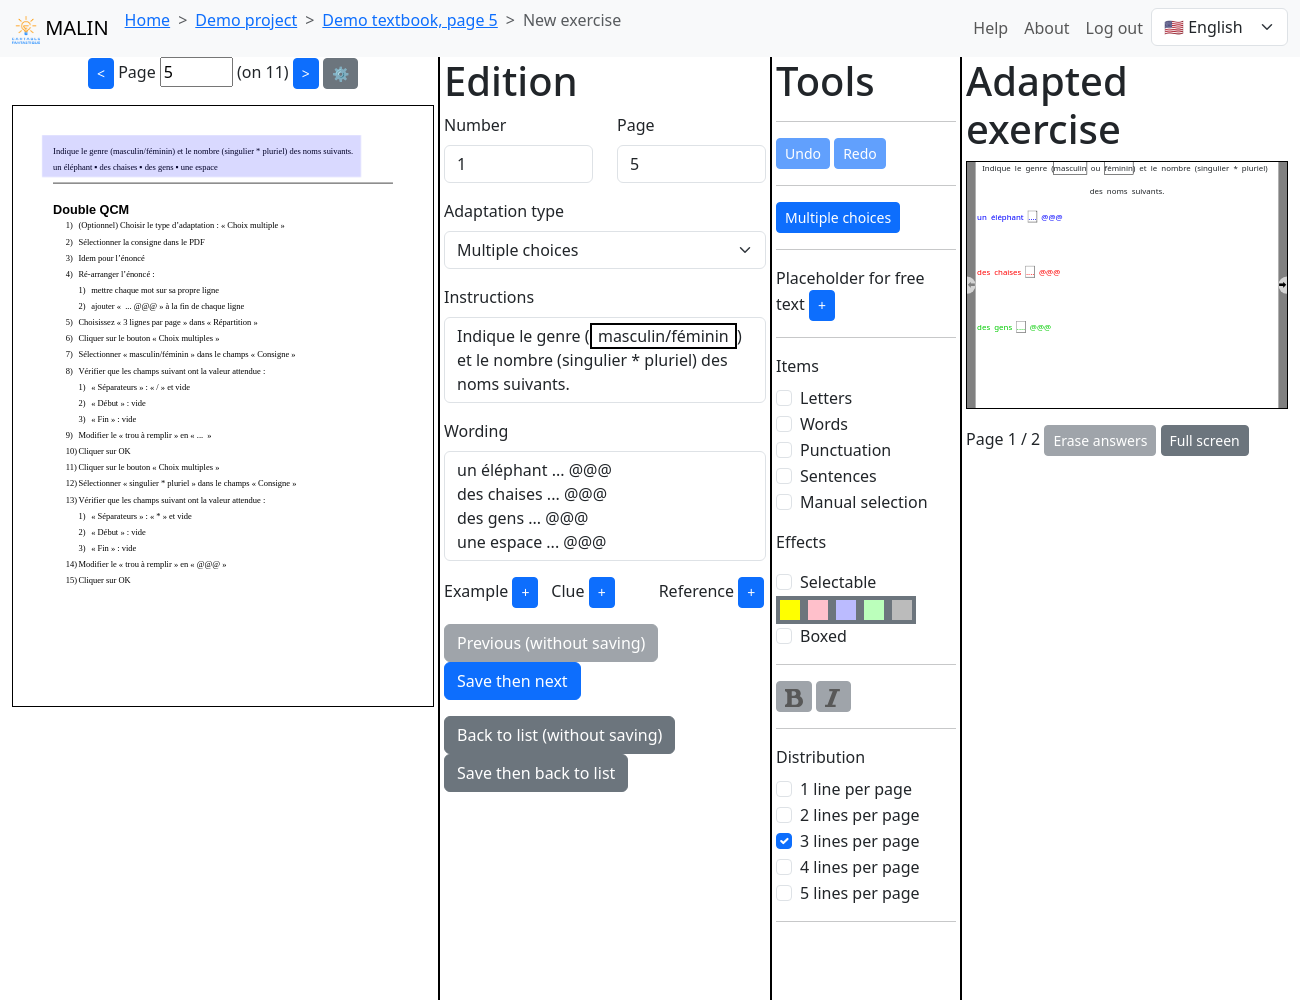 MALIN Home > Demo project > Demo textbook, page 5 > New exercise Help About Log out 🇺🇸 English
< Page 5 (on 11) > ⚙️
Indique le genre (masculin/féminin) et le nombre (singulier * pluriel) des noms suivants.
un éléphant • des chaises • des gens • une espace
Double QCM
1) (Optionnel) Choisir le type d’adaptation : « Choix multiple »
2) Sélectionner la consigne dans le PDF
3) Idem pour l’énoncé
4) Ré-arranger l’énoncé :
1) mettre chaque mot sur sa propre ligne
2) ajouter « ... @@@ » à la fin de chaque ligne
5) Choisissez « 3 lignes par page » dans « Répartition »
6) Cliquer sur le bouton « Choix multiples »
7) Sélectionner « masculin/féminin » dans le champs « Consigne »
8) Vérifier que les champs suivant ont la valeur attendue :
1) « Séparateurs » : « / » et vide
2) « Début » : vide
3) « Fin » : vide
9) Modifier le « trou à remplir » en « ... »
10) Cliquer sur OK
11) Cliquer sur le bouton « Choix multiples »
12) Sélectionner « singulier * pluriel » dans le champs « Consigne »
13) Vérifier que les champs suivant ont la valeur attendue :
1) « Séparateurs » : « * » et vide
2) « Début » : vide
3) « Fin » : vide
14) Modifier le « trou à remplir » en « @@@ »
15) Cliquer sur OK
Edition
Number Page
1 5
Adaptation type
Multiple choices
Instructions
Indique le genre ( masculin/féminin )
et le nombre (singulier * pluriel) des
noms suivants.
Wording
un éléphant ... @@@
des chaises ... @@@
des gens ... @@@
une espace ... @@@
Example + Clue + Reference +
Previous (without saving)
Save then next
Back to list (without saving)
Save then back to list
Tools
Undo Redo
Multiple choices
Placeholder for free
text +
Items
Letters
Words
Punctuation
Sentences
Manual selection
Effects
Selectable
Boxed
B I
Distribution
1 line per page
2 lines per page
3 lines per page
4 lines per page
5 lines per page
Adapted
exercise
Indique le genre (masculin ou féminin) et le nombre (singulier * pluriel)
des noms suivants.
un éléphant .... @@@
des chaises .... @@@
des gens .... @@@
Page 1 / 2 Erase answers Full screen